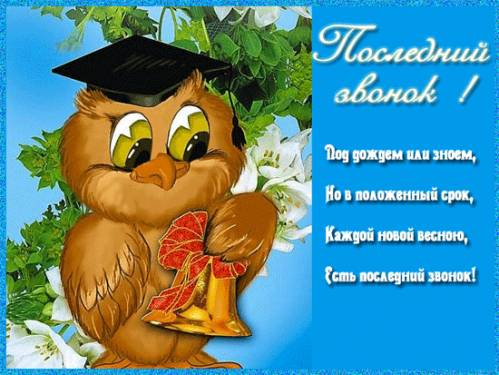 Последний
звонок !
Под дождем или зноем,
Но в положенный срок,
Каждой новой весною,
Есть последний звонок!